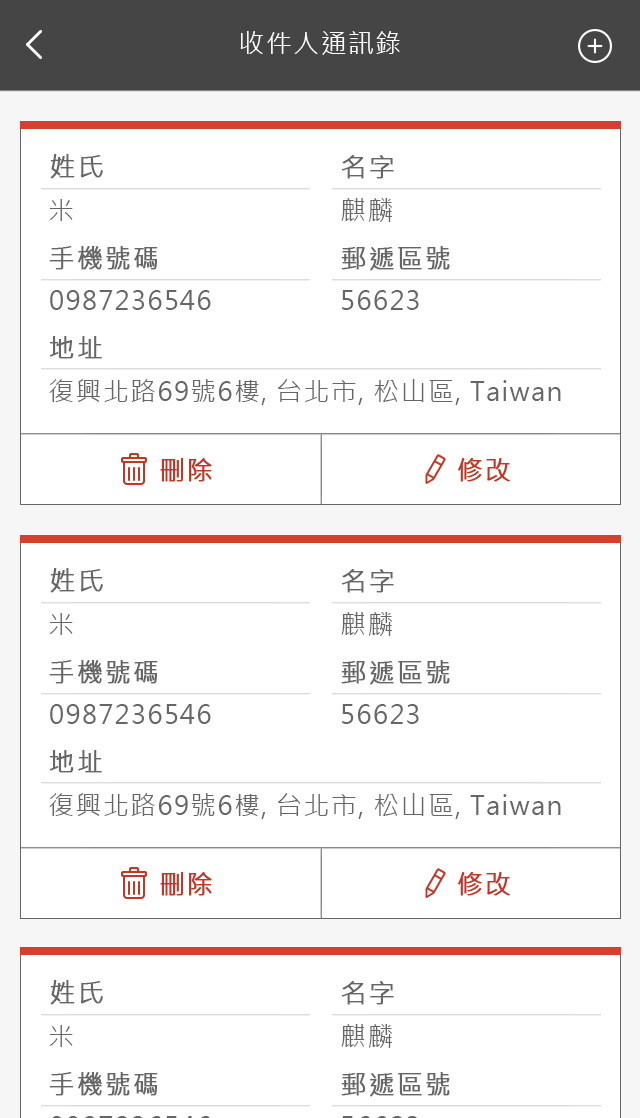 收件人通訊錄
姓氏 名字
米 麒麟
手機號碼 郵遞區號
0987236546 56623
地址
復興北路69號6樓, 台北市, 松山區, Taiwan
刪除 修改
姓氏 名字
米 麒麟
手機號碼 郵遞區號
0987236546 56623
地址
復興北路69號6樓, 台北市, 松山區, Taiwan
刪除 修改
姓氏 名字
米 麒麟
手機號碼 郵遞區號